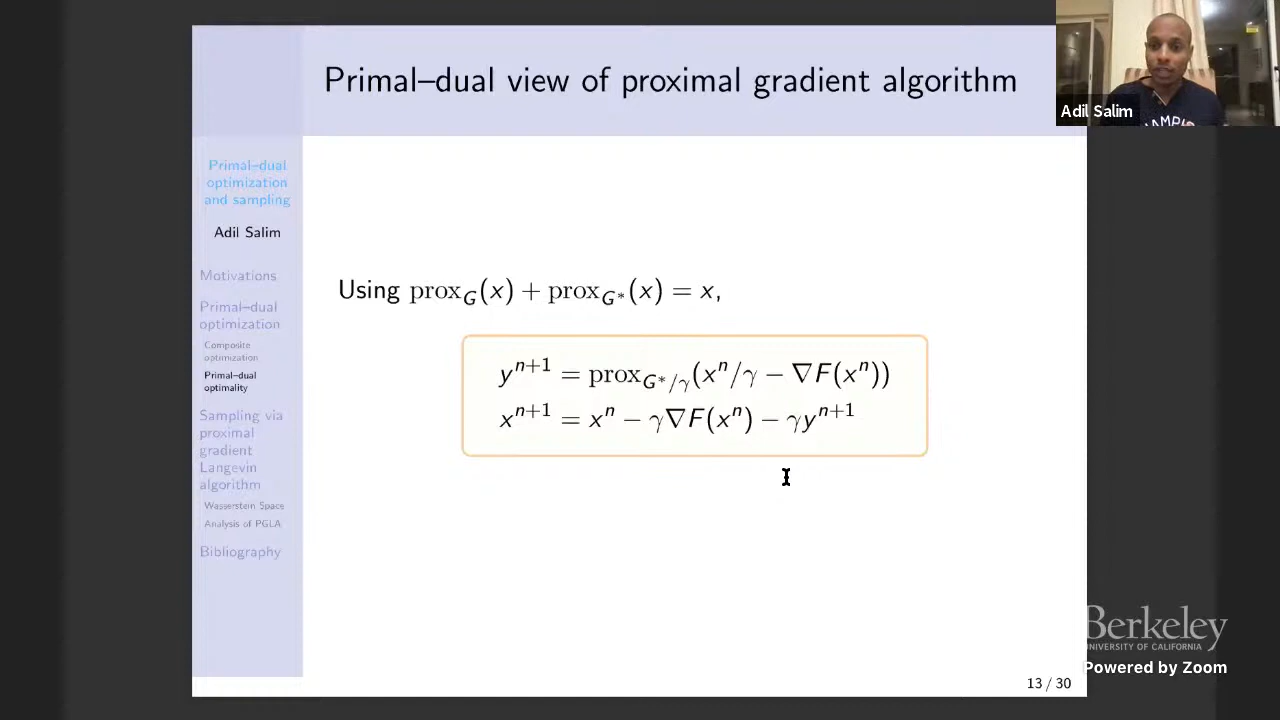 Primal–dual view of proximal gradient algorithm
Adil Salim
Primal–dual
optimization
and sampling
Adil Salim
Motivations
Primal–dual
optimization
Composite
optimization
Primal–dual
optimality
Sampling via
proximal
gradient
Langevin
algorithm
Wasserstein Space
Analysis of PGLA
Bibliography
Using prox_G(x) + prox_{G*}(x) = x,
y^{n+1} = prox_{G*/γ}(x^n/γ − ∇F(x^n))
x^{n+1} = x^n − γ∇F(x^n) − γy^{n+1}
13 / 30
Berkeley
UNIVERSITY OF CALIFORNIA
Powered by Zoom